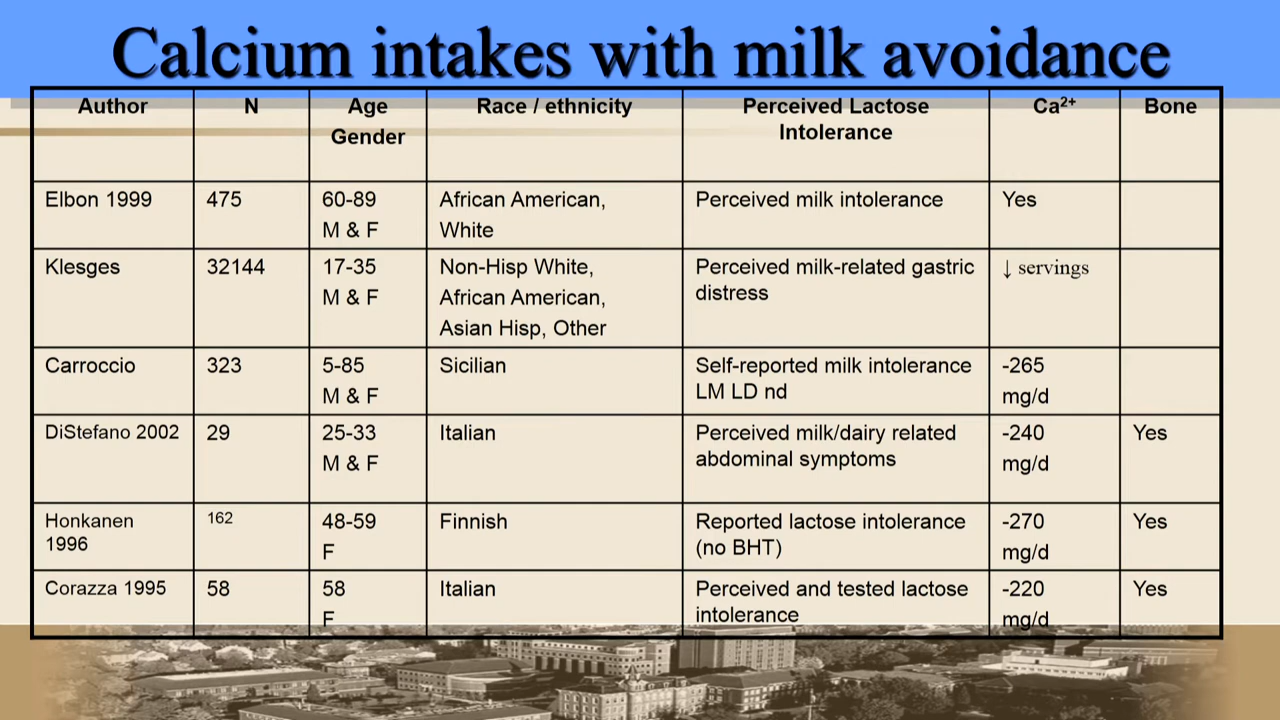 Calcium intakes with milk avoidance
Author
N
Age
Gender
Race / ethnicity
Perceived Lactose
Intolerance
Ca²⁺
Bone
Elbon 1999
475
60-89
M & F
African American,
White
Perceived milk intolerance
Yes
Klesges
32144
17-35
M & F
Non-Hisp White,
African American,
Asian Hisp, Other
Perceived milk-related gastric
distress
↓ servings
Carroccio
323
5-85
M & F
Sicilian
Self-reported milk intolerance
LM LD nd
-265
mg/d
DiStefano 2002
29
25-33
M & F
Italian
Perceived milk/dairy related
abdominal symptoms
-240
mg/d
Yes
Honkanen
1996
162
48-59
F
Finnish
Reported lactose intolerance
(no BHT)
-270
mg/d
Yes
Corazza 1995
58
58
F
Italian
Perceived and tested lactose
intolerance
-220
mg/d
Yes